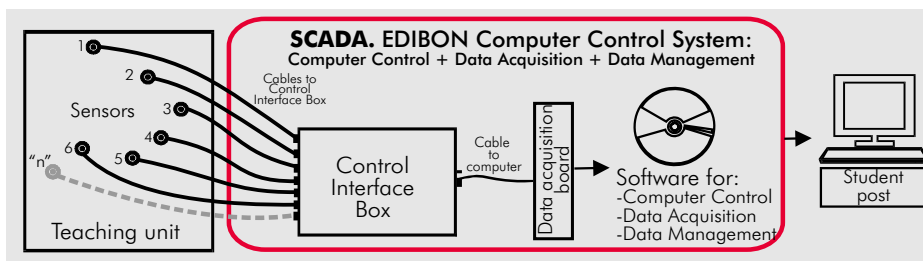 SCADA. EDIBON Computer Control System:
Computer Control + Data Acquisition + Data Management
1
2
3
4
5
6
"n"
Sensors
Teaching unit
Cables to
Control
Interface Box
Control
Interface
Box
Cable
to
computer
Data acquisition
board
Software for:
-Computer Control
-Data Acquisition
-Data Management
Student
post